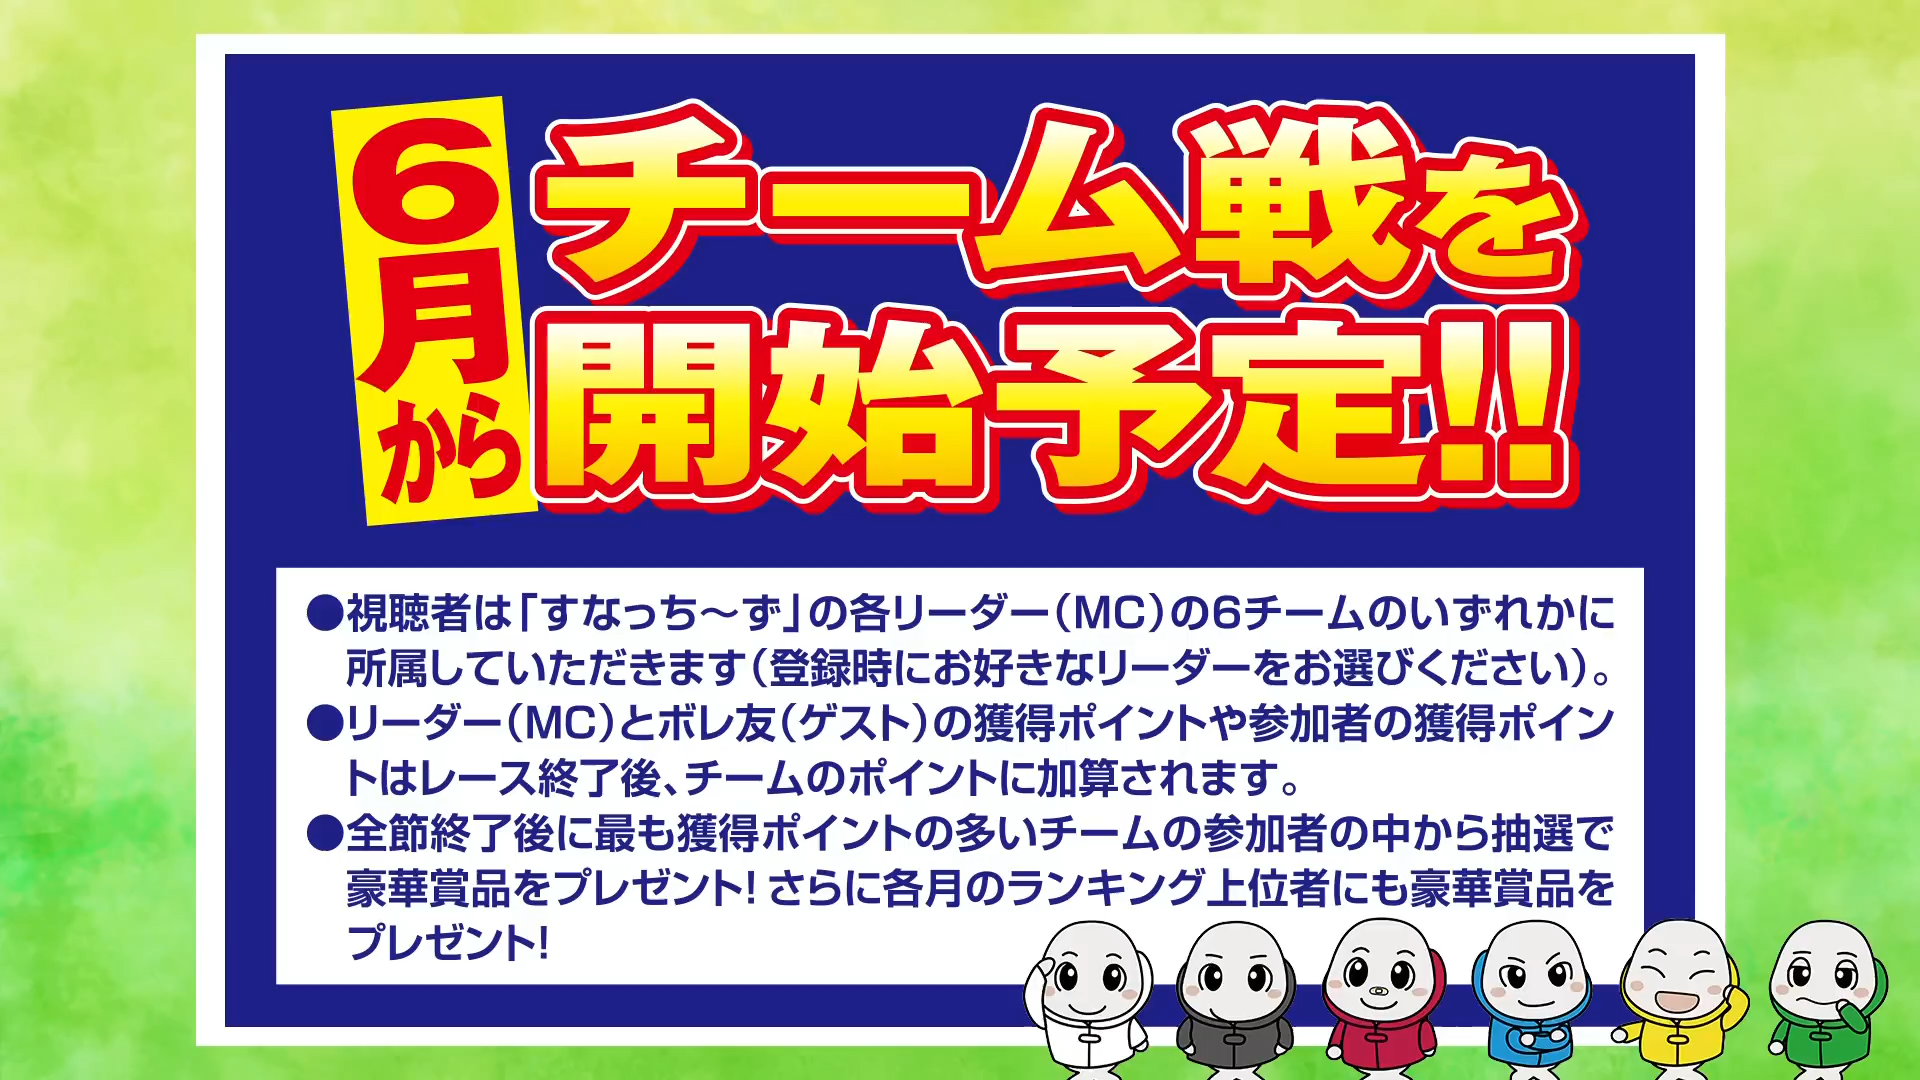 6月から
チーム戦を
開始予定!!
●視聴者は「すなっち〜ず」の各リーダー(MC)の6チームのいずれかに
所属していただきます(登録時にお好きなリーダーをお選びください)。
●リーダー(MC)とボレ友(ゲスト)の獲得ポイントや参加者の獲得ポイン
トはレース終了後、チームのポイントに加算されます。
●全節終了後に最も獲得ポイントの多いチームの参加者の中から抽選で
豪華賞品をプレゼント!さらに各月のランキング上位者にも豪華賞品を
プレゼント!